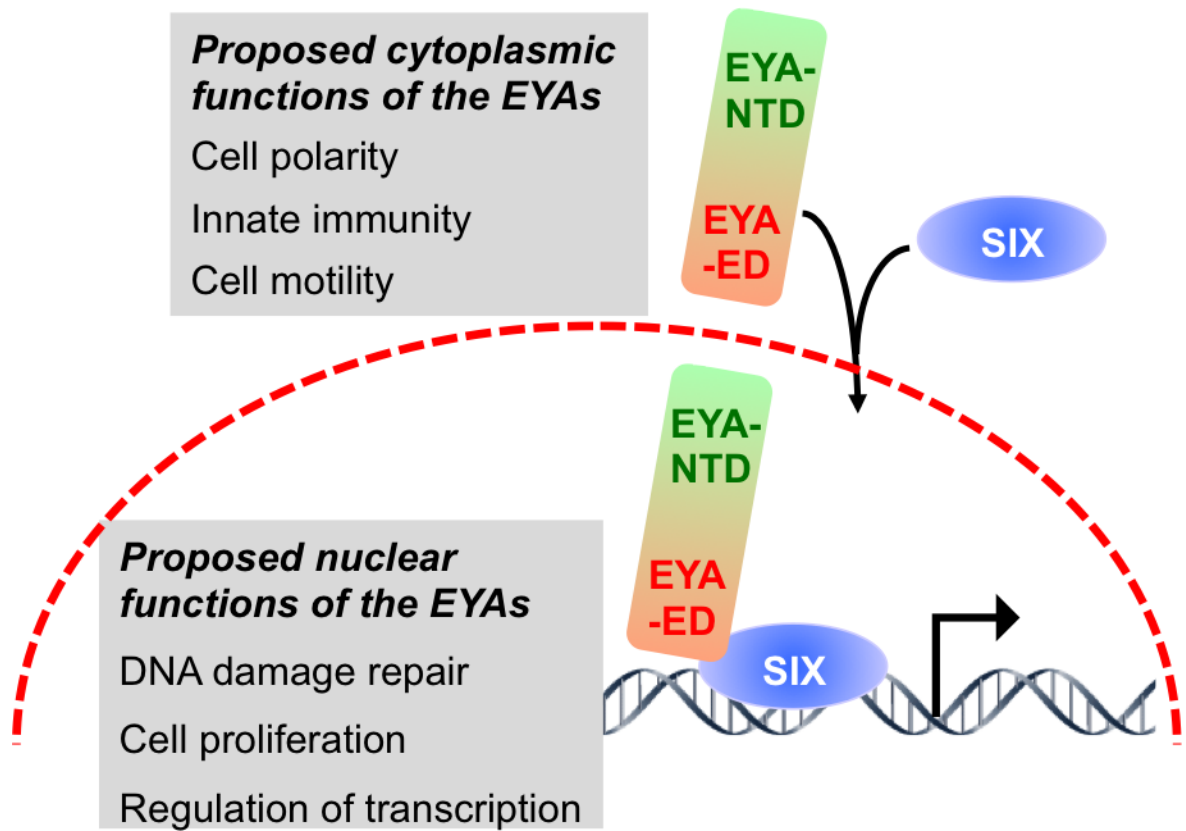 Proposed cytoplasmic
functions of the EYAs
Cell polarity
Innate immunity
Cell motility
EYA-
NTD
EYA
-ED
SIX
EYA-
NTD
EYA
-ED
SIX
Proposed nuclear
functions of the EYAs
DNA damage repair
Cell proliferation
Regulation of transcription